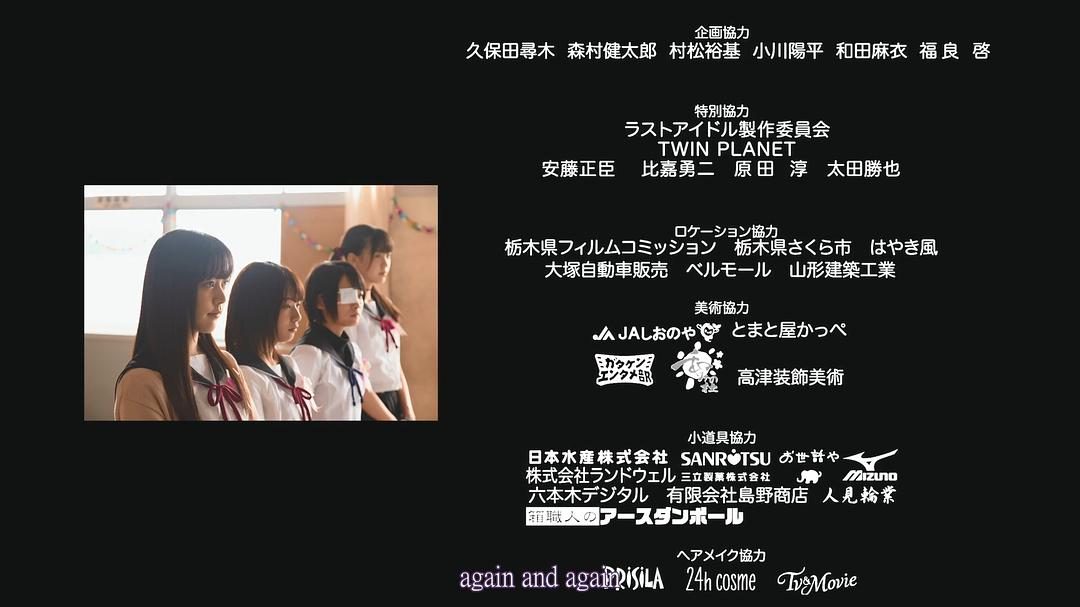 企画協力
久保田尋木 森村健太郎 村松裕基 小川陽平 和田麻衣 福良 啓
特別協力
ラストアイドル製作委員会
TWIN PLANET
安藤正臣 比嘉勇二 原田 淳 太田勝也
ロケーション協力
栃木県フィルムコミッション 栃木県さくら市 はやき風
大塚自動車販売 ベルモール 山形建築工業
美術協力
JAしおのや とまと屋かっぺ
ガクケンエンタメ部 高津装飾美術
小道具協力
日本水産株式会社 SANROTSU お世話や
株式会社ランドウェル 三立製菓株式会社 MIZUNO
六本木デジタル 有限会社島野商店 人見輪業
箱職人のアースダンボール
ヘアメイク協力
again and again PRISILA 24h cosme Tv&Movie